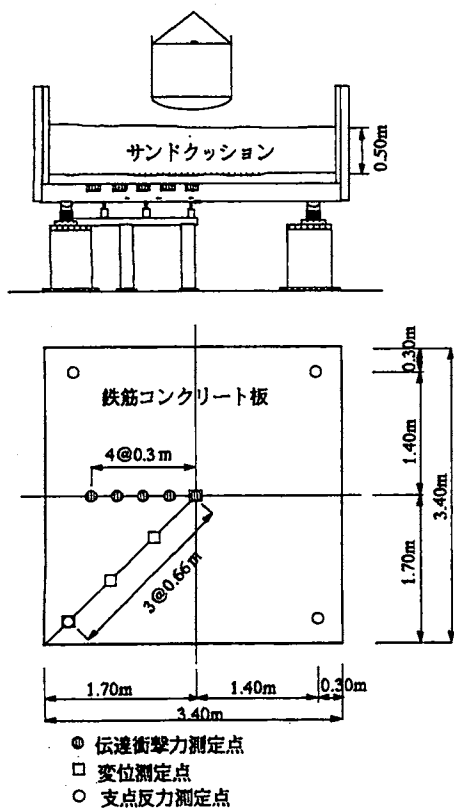 サンドクッション
0.50m
鉄筋コンクリート板
4@0.3m
3@0.66m
0.30m
1.40m
1.70m
3.40m
1.70m
1.40m
0.30m
3.40m
伝達衝撃力測定点
変位測定点
支点反力測定点